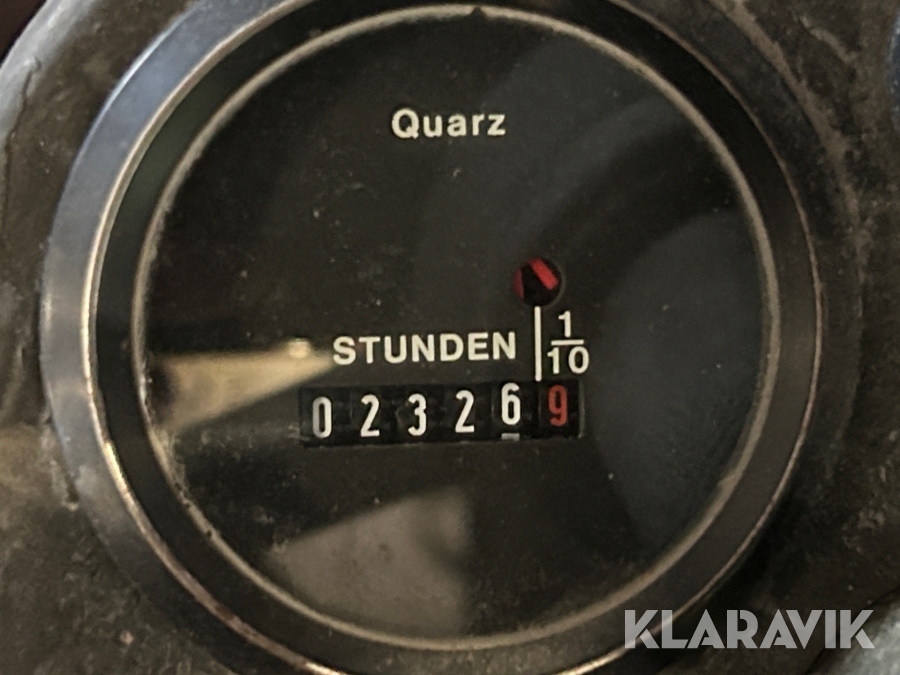 Quarz
STUNDEN 1/10
023269
KLARAVIK